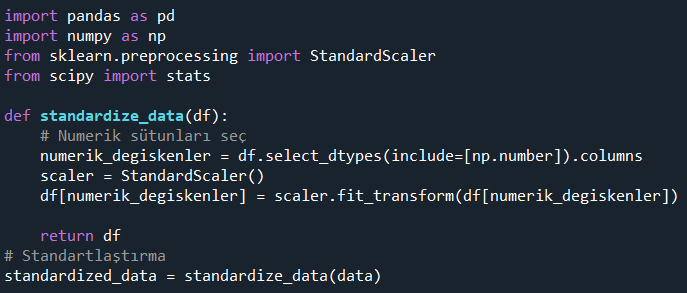 import pandas as pd
import numpy as np
from sklearn.preprocessing import StandardScaler
from scipy import stats

def standardize_data(df):
    # Numerik sütunları seç
    numerik_degiskenler = df.select_dtypes(include=[np.number]).columns
    scaler = StandardScaler()
    df[numerik_degiskenler] = scaler.fit_transform(df[numerik_degiskenler])

    return df
# Standartlaştırma
standardized_data = standardize_data(data)